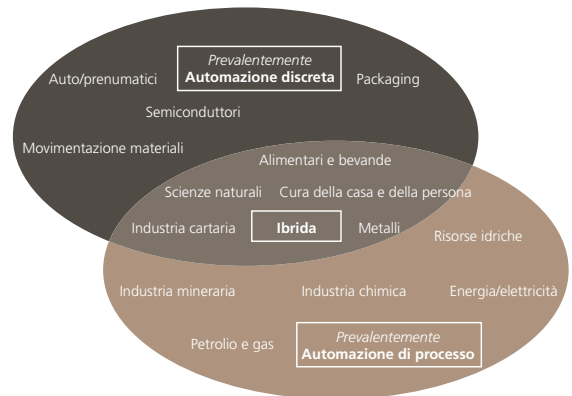 Prevalentemente
Automazione discreta
Auto/prenumatici
Packaging
Semiconduttori
Movimentazione materiali
Alimentari e bevande
Scienze naturali
Cura della casa e della persona
Industria cartaria
Ibrida
Metalli
Risorse idriche
Industria mineraria
Industria chimica
Energia/elettricità
Petrolio e gas
Prevalentemente
Automazione di processo